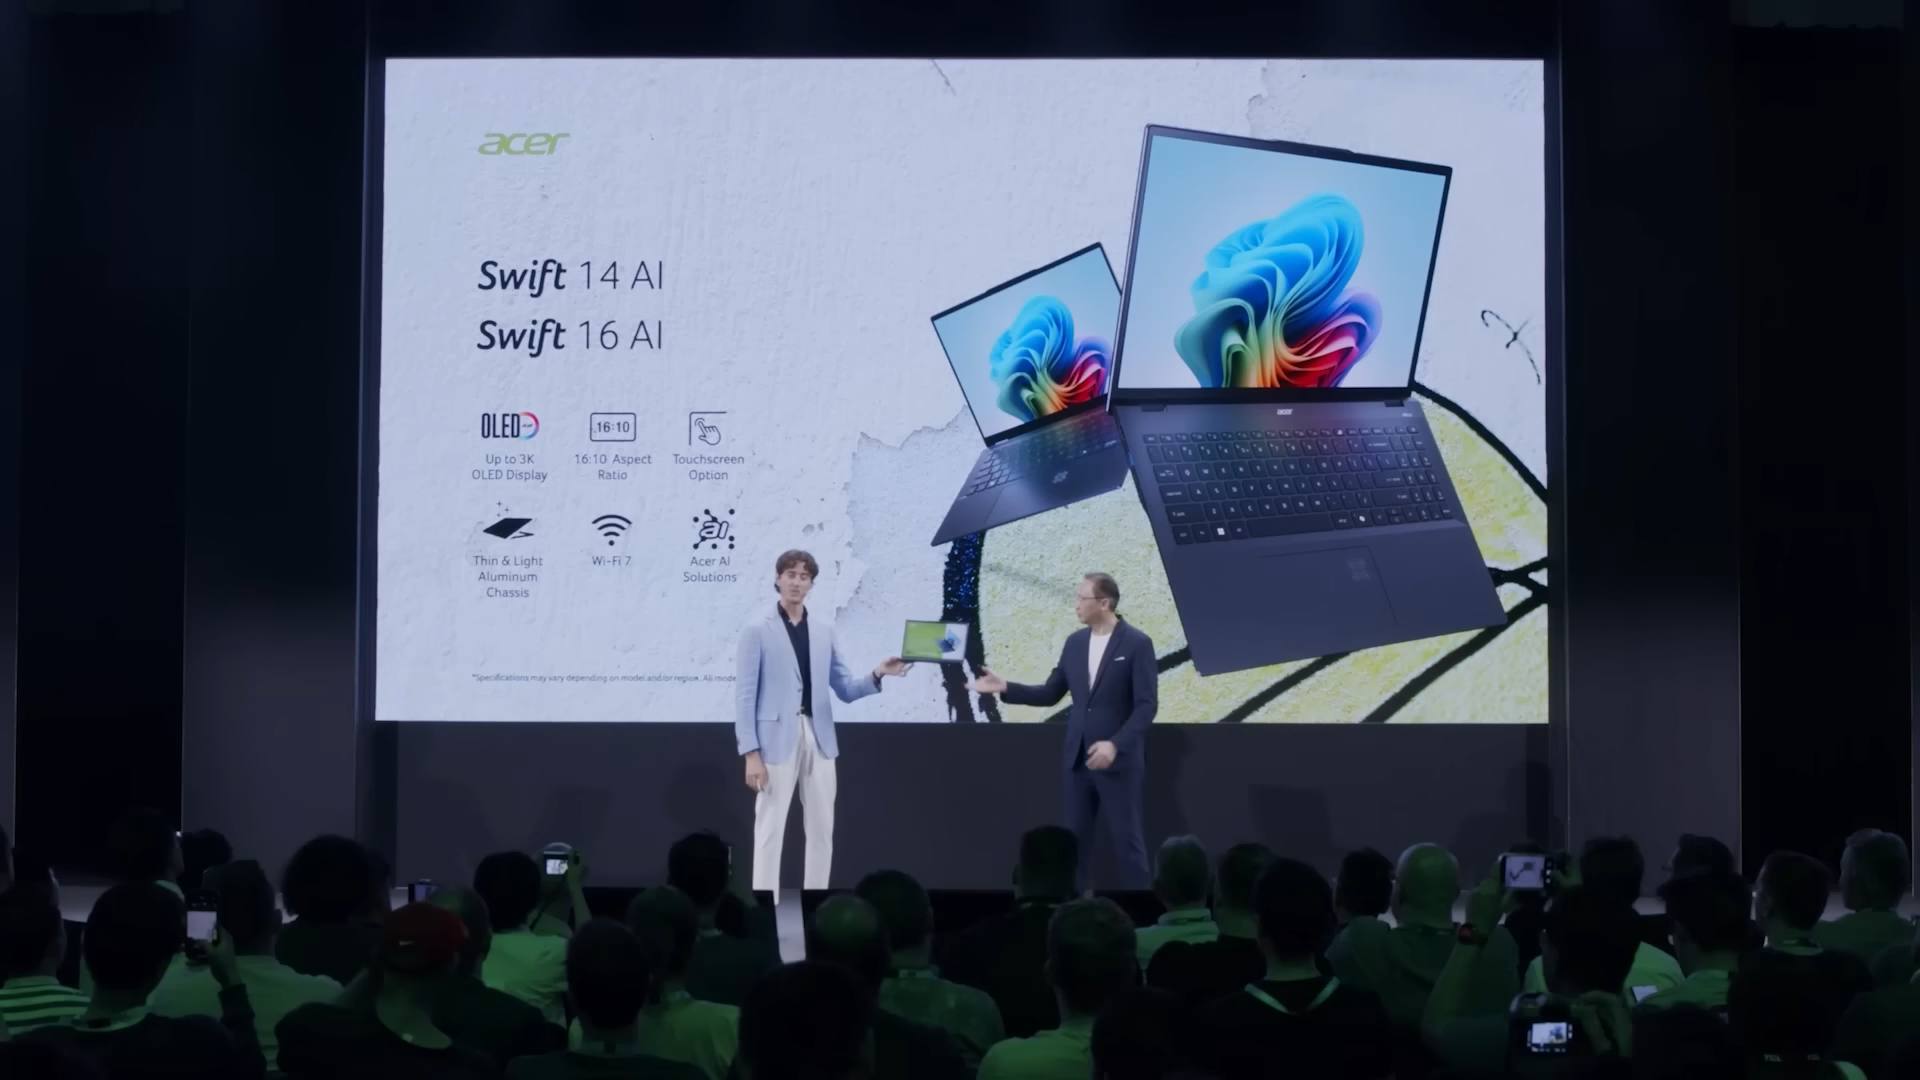 acer
Swift 14 AI
Swift 16 AI
OLED
16:10
Up to 3K
OLED Display
16:10 Aspect
Ratio
Touchscreen
Option
aI
Thin & Light
Aluminum
Chassis
Wi-Fi 7
Acer AI
Solutions
*Specifications may vary depending on model and/or region. All mode
acer